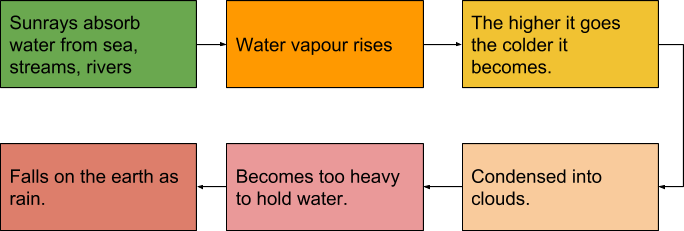 Sunrays absorb
water from sea,
streams, rivers
Water vapour rises
The higher it goes
the colder it
becomes.
Condensed into
clouds.
Becomes too heavy
to hold water.
Falls on the earth as
rain.